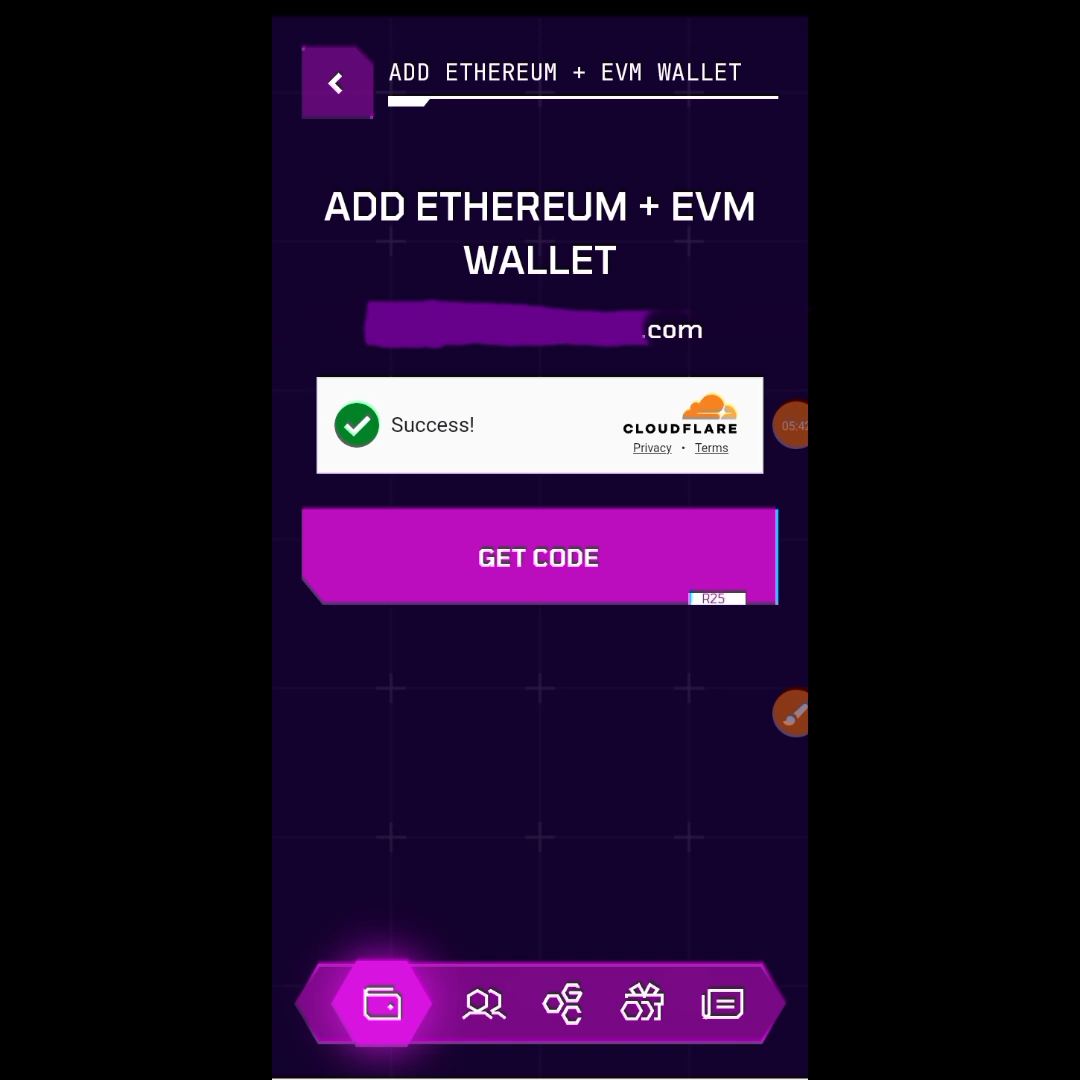 ADD ETHEREUM + EVM WALLET
ADD ETHEREUM + EVM
WALLET
.com
Success!
CLOUDFLARE
Privacy • Terms
GET CODE
R25